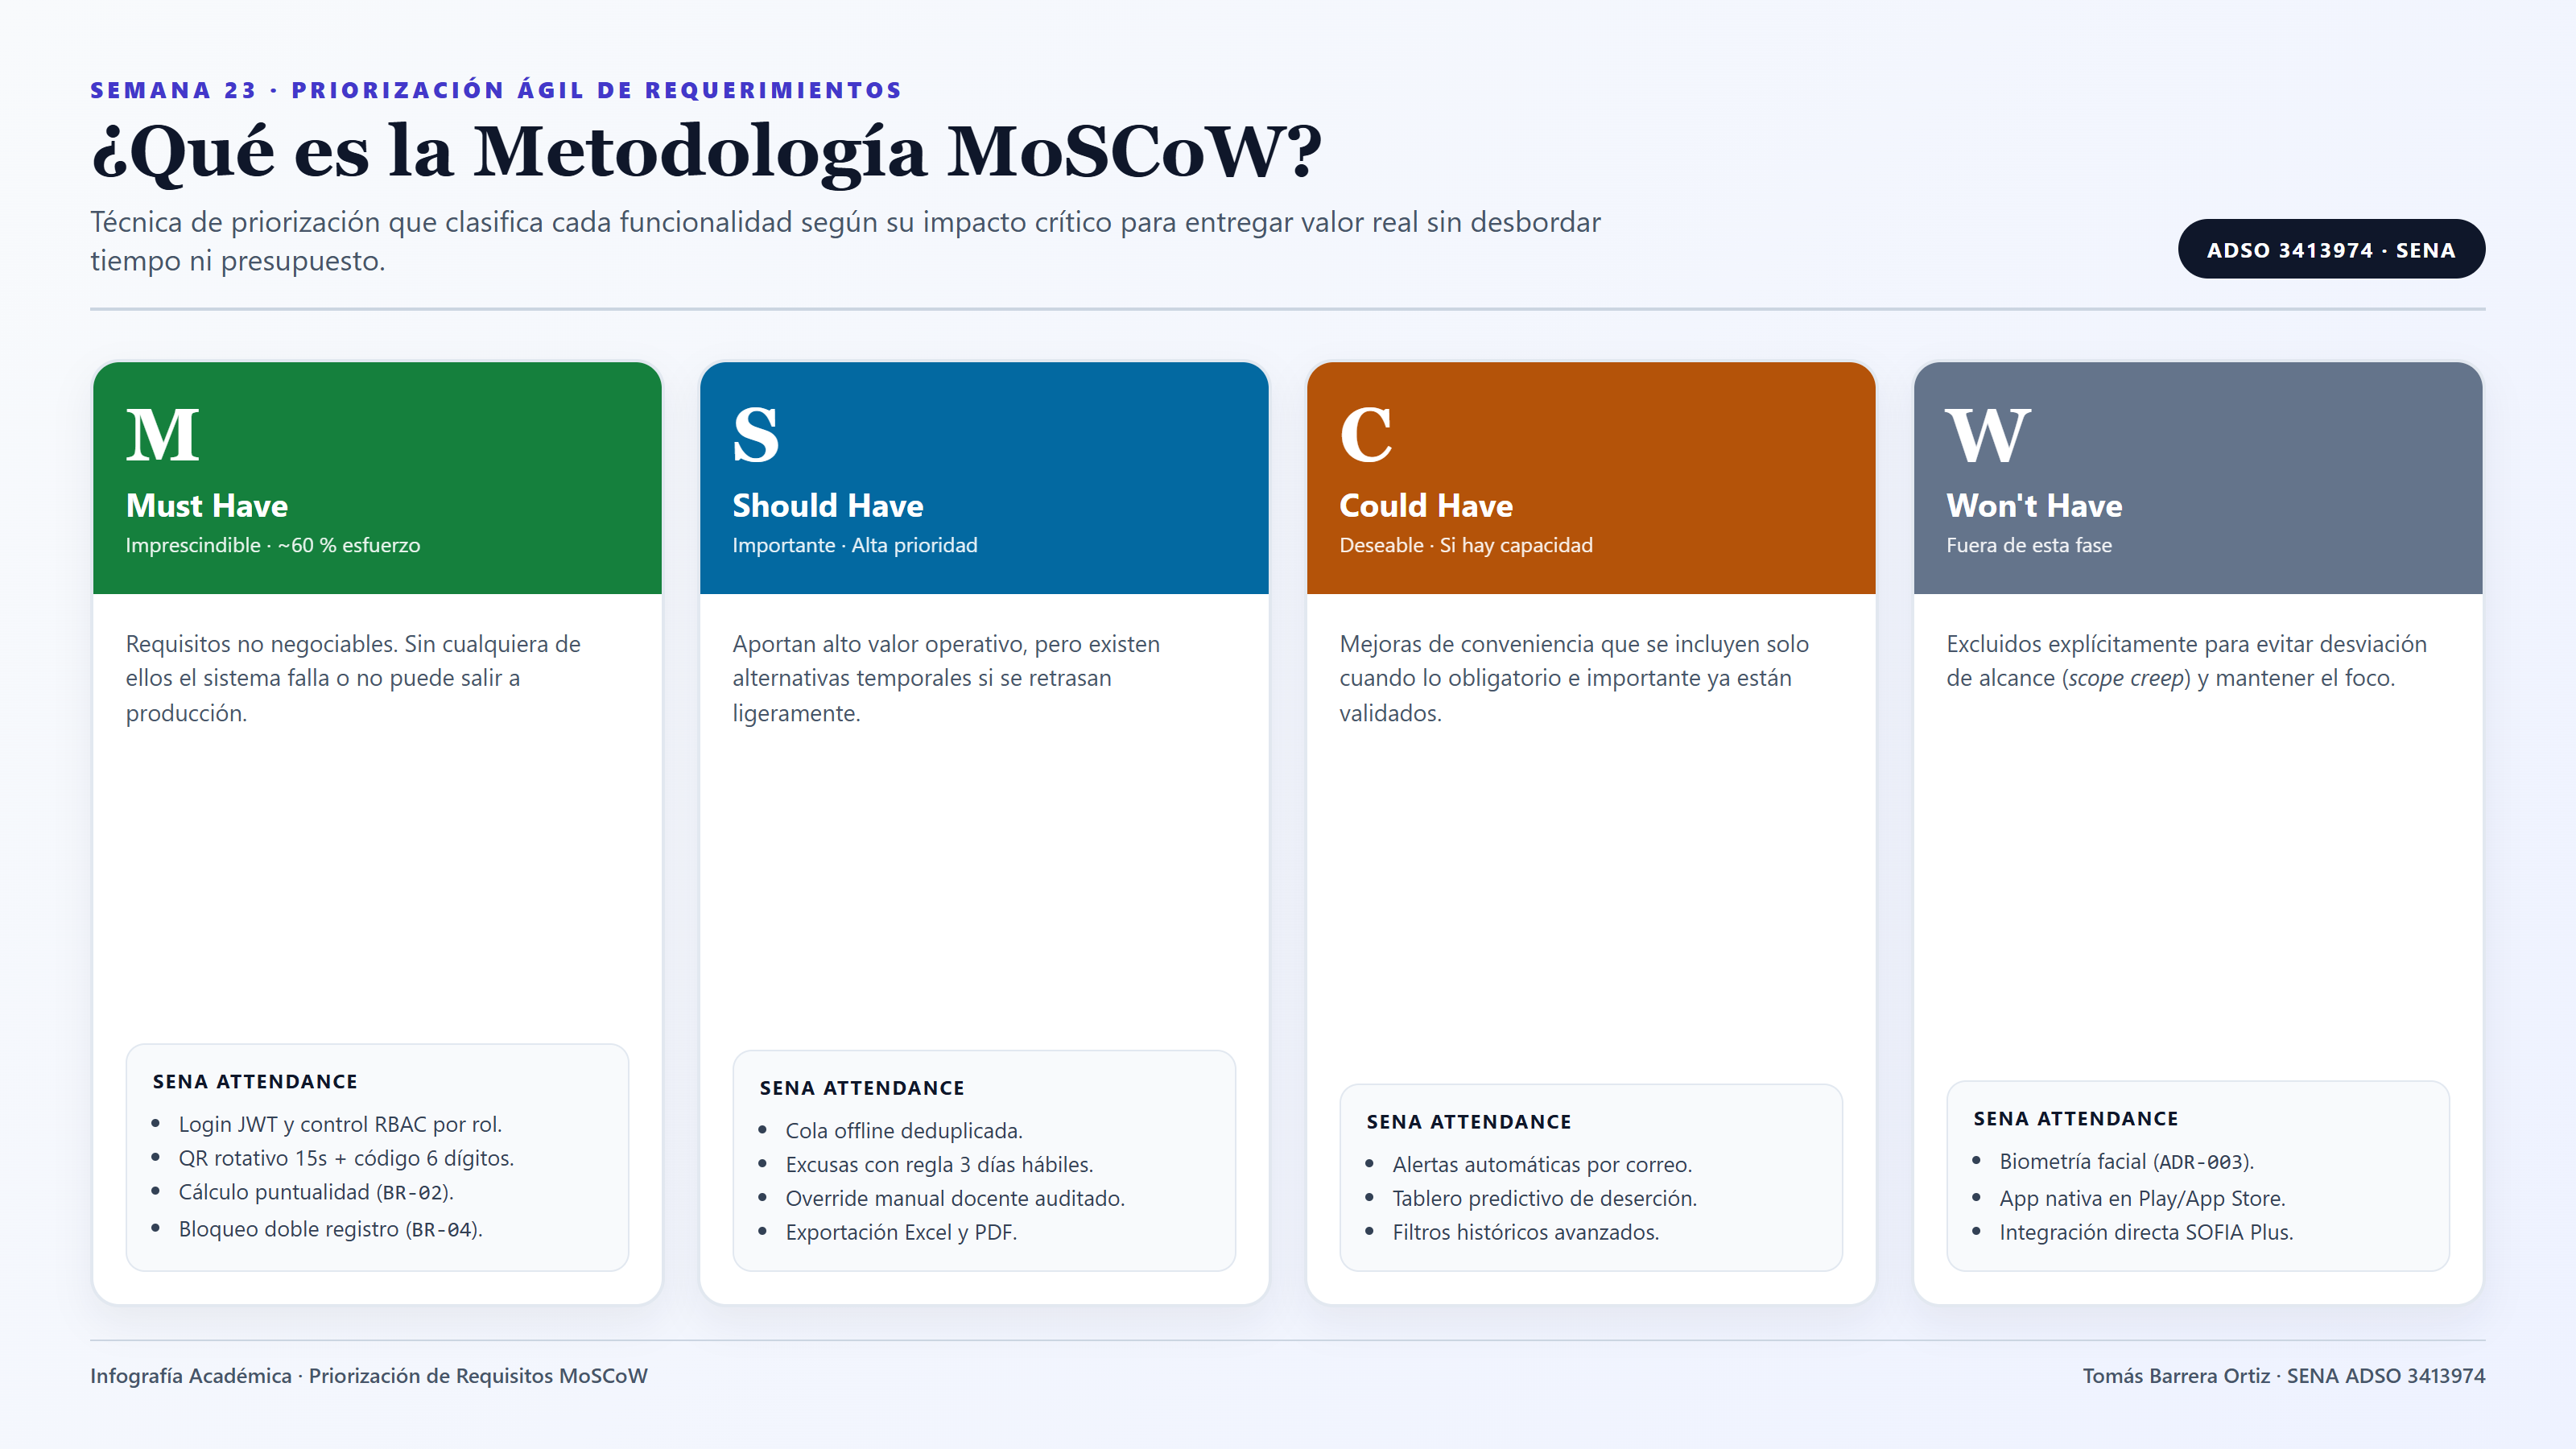 SEMANA 23 · PRIORIZACIÓN ÁGIL DE REQUERIMIENTOS
¿Qué es la Metodología MoSCoW?
Técnica de priorización que clasifica cada funcionalidad según su impacto crítico para entregar valor real sin desbordar
tiempo ni presupuesto.
ADSO 3413974 · SENA
M
Must Have
Imprescindible · ~60 % esfuerzo
Requisitos no negociables. Sin cualquiera de
ellos el sistema falla o no puede salir a
producción.
SENA ATTENDANCE
• Login JWT y control RBAC por rol.
• QR rotativo 15s + código 6 dígitos.
• Cálculo puntualidad (BR-02).
• Bloqueo doble registro (BR-04).
S
Should Have
Importante · Alta prioridad
Aportan alto valor operativo, pero existen
alternativas temporales si se retrasan
ligeramente.
SENA ATTENDANCE
• Cola offline deduplicada.
• Excusas con regla 3 días hábiles.
• Override manual docente auditado.
• Exportación Excel y PDF.
C
Could Have
Deseable · Si hay capacidad
Mejoras de conveniencia que se incluyen solo
cuando lo obligatorio e importante ya están
validados.
SENA ATTENDANCE
• Alertas automáticas por correo.
• Tablero predictivo de deserción.
• Filtros históricos avanzados.
W
Won't Have
Fuera de esta fase
Excluidos explícitamente para evitar desviación
de alcance (scope creep) y mantener el foco.
SENA ATTENDANCE
• Biometría facial (ADR-003).
• App nativa en Play/App Store.
• Integración directa SOFIA Plus.
Infografía Académica · Priorización de Requisitos MoSCoW
Tomás Barrera Ortiz · SENA ADSO 3413974